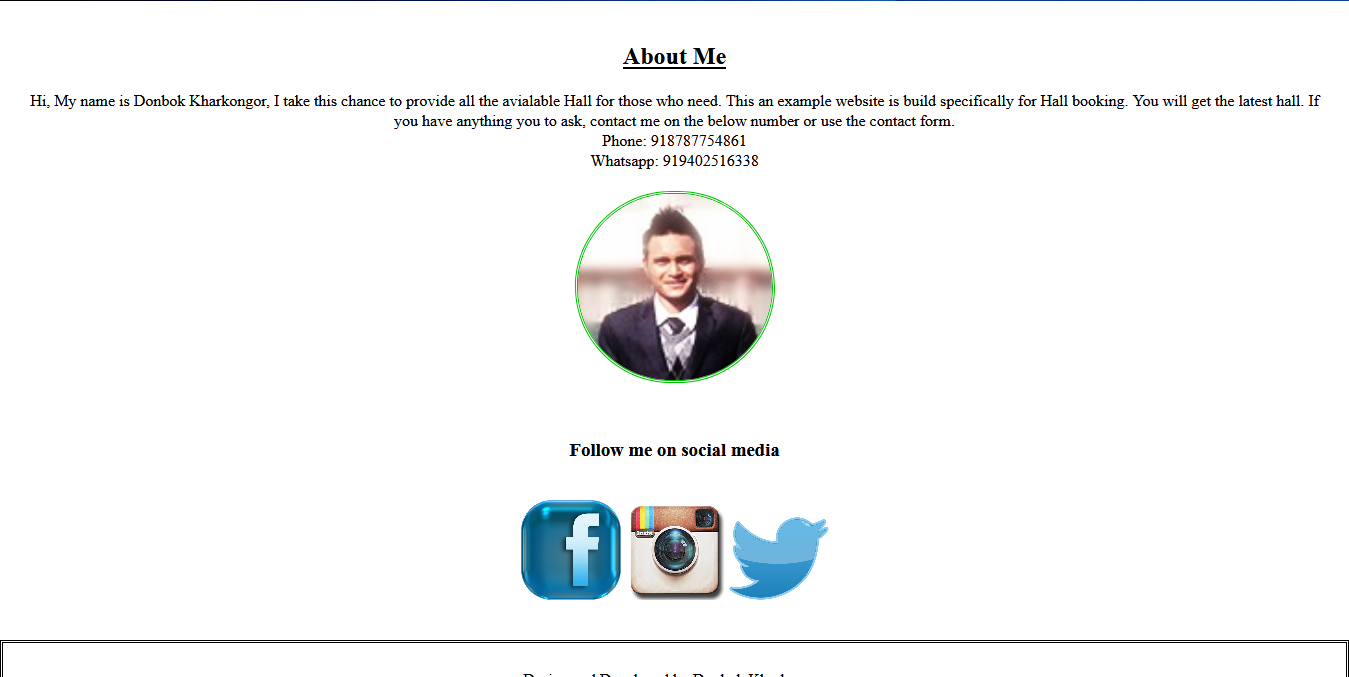 About Me
Hi, My name is Donbok Kharkongor, I take this chance to provide all the avialable Hall for those who need. This an example website is build specifically for Hall booking. You will get the latest hall. If
you have anything you to ask, contact me on the below number or use the contact form.
Phone: 918787754861
Whatsapp: 919402516338
Follow me on social media
f
Insta